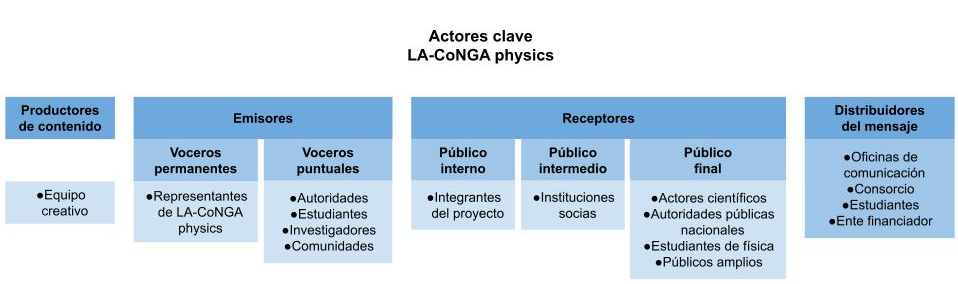 Actores clave
LA-CoNGA physics
Productores
de contenido
●Equipo
creativo
Emisores
Voceros
permanentes
●Representantes
de LA-CoNGA
physics
Voceros
puntuales
●Autoridades
●Estudiantes
●Investigadores
●Comunidades
Receptores
Público
interno
●Integrantes
del proyecto
Público
intermedio
●Instituciones
socias
Público
final
●Actores científicos
●Autoridades públicas
nacionales
●Estudiantes de física
●Públicos amplios
Distribuidores
del mensaje
●Oficinas de
comunicación
●Consorcio
●Estudiantes
●Ente financiador